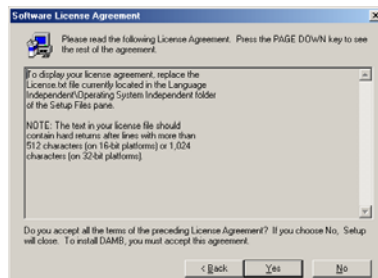 Software License Agreement
Please read the following License Agreement. Press the PAGE DOWN key to see
the rest of the agreement.
To display your license agreement, replace the
License.txt file currently located in the Language
Independent\Operating System Independent folder
of the Setup Files pane.
NOTE: The text in your license file should
contain hard returns after lines with more than
512 characters (on 16-bit platforms) or 1,024
characters (on 32-bit platforms).
Do you accept all the terms of the preceding License Agreement? If you choose No, Setup
will close. To install DAMB, you must accept this agreement.
< Back
Yes
No